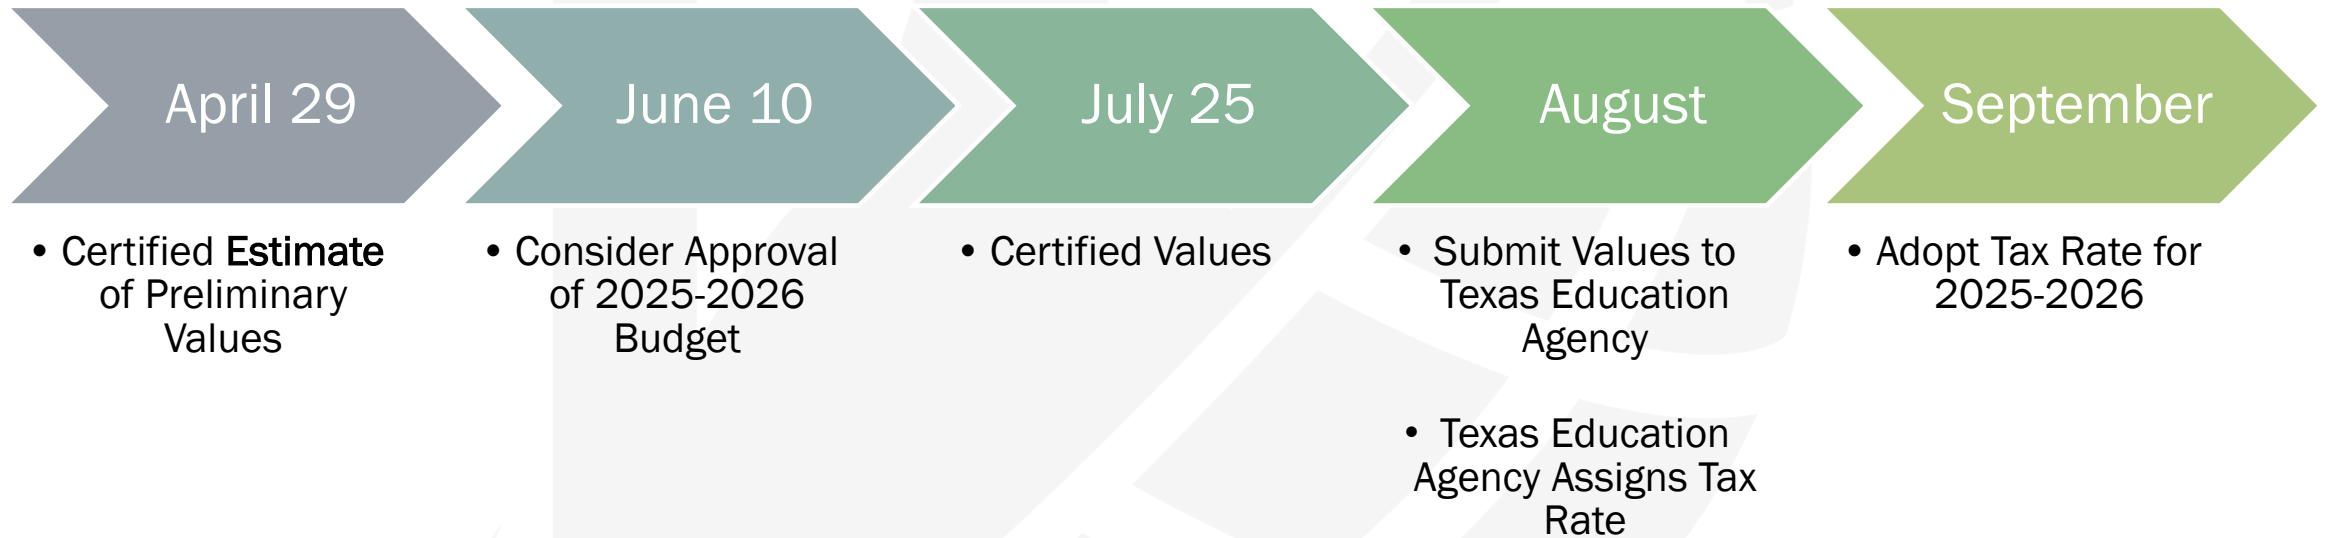 April 29
• Certified Estimate
of Preliminary
Values
June 10
• Consider Approval
of 2025-2026
Budget
July 25
• Certified Values
August
• Submit Values to
Texas Education
Agency
• Texas Education
Agency Assigns Tax
Rate
September
• Adopt Tax Rate for
2025-2026